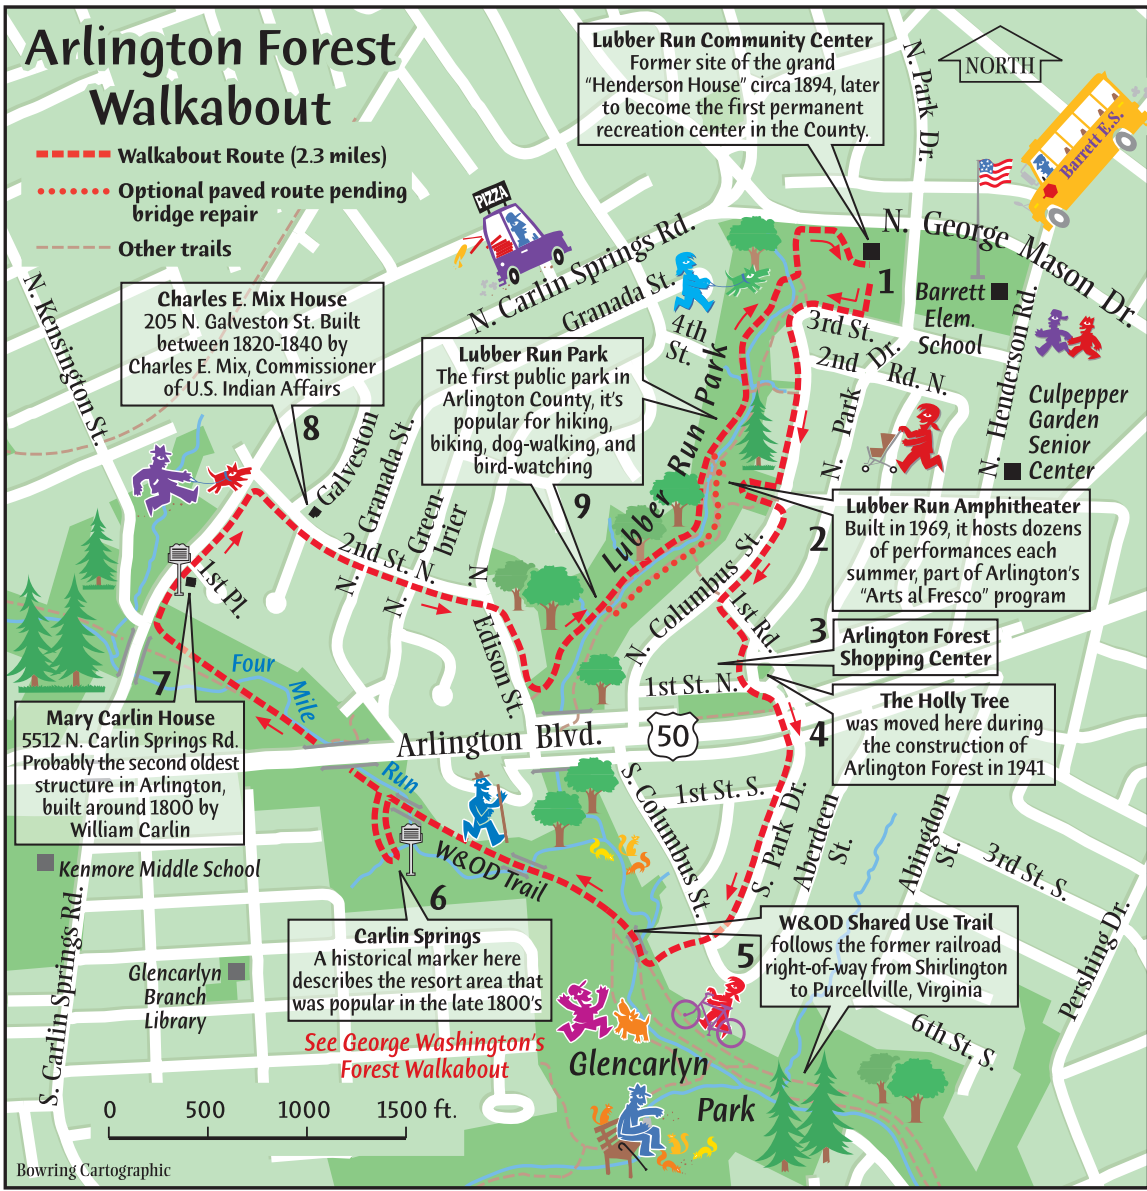 Arlington Forest
Walkabout
Walkabout Route (2.3 miles)
Optional paved route pending
bridge repair
Other trails
Lubber Run Community Center
Former site of the grand
“Henderson House” circa 1894, later
to become the first permanent
recreation center in the County.
N. Park Dr.
NORTH
Barrett E.S.
PIZZA
N. Carlin Springs Rd.
Granada St.
4th
St.
N. George Mason Dr.
1
Barrett
Elem.
School
3rd St.
2nd Rd. N.
N. Park Dr.
N. Henderson Rd.
Culpepper
Garden
Senior
Center
N. Kensington St.
Charles E. Mix House
205 N. Galveston St. Built
between 1820-1840 by
Charles E. Mix, Commissioner
of U.S. Indian Affairs
8
Lubber Run Park
The first public park in
Arlington County, it's
popular for hiking,
biking, dog-walking, and
bird-watching
9
Lubber Run Park
N. Galveston
N. Granada St.
N. Green-
brier
2nd St. N.
N. Edison St.
Lubber Run Amphitheater
Built in 1969, it hosts dozens
of performances each
summer, part of Arlington's
“Arts al Fresco” program
2
N. Columbus St.
1st Rd.
3
Arlington Forest
Shopping Center
1st St. N.
The Holly Tree
was moved here during
the construction of
Arlington Forest in 1941
4
1st Pl.
7
Four
Mile
Run
Mary Carlin House
5512 N. Carlin Springs Rd.
Probably the second oldest
structure in Arlington,
built around 1800 by
William Carlin
Arlington Blvd.
50
S. Columbus St.
1st St. S.
S. Park Dr.
Aberdeen
St.
Abingdon
St.
3rd St. S.
Pershing Dr.
Kenmore Middle School
W&OD Trail
6
Carlin Springs
A historical marker here
describes the resort area that
was popular in the late 1800's
5
W&OD Shared Use Trail
follows the former railroad
right-of-way from Shirlington
to Purcellville, Virginia
Glencarlyn
Branch
Library
S. Carlin Springs Rd.
See George Washington's
Forest Walkabout
6th St. S.
Glencarlyn
Park
0 500 1000 1500 ft.
Bowring Cartographic